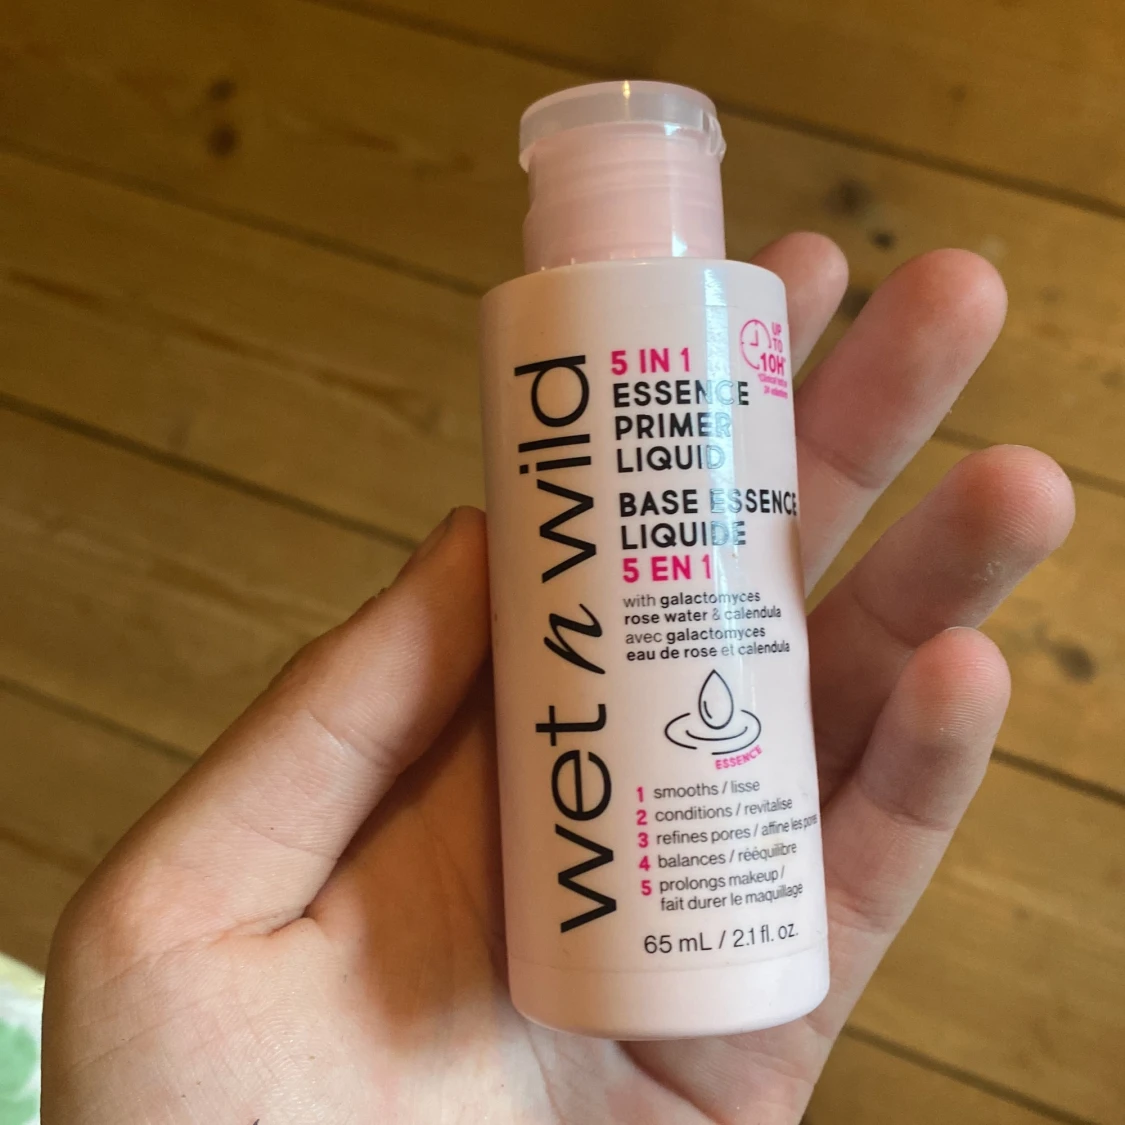 wet n wild
5 IN 1
ESSENCE
PRIMER
LIQUID
BASE ESSENCE
LIQUIDE
5 EN 1
UP
TO
10H*
with galactomyces
rose water & calendula
avec galactomyces
eau de rose et calendula
ESSENCE
1 smooths / lisse
2 conditions / revitalise
3 refines pores / affine les pores
4 balances / rééquilibre
5 prolongs makeup /
fait durer le maquillage
65 mL / 2.1 fl. oz.